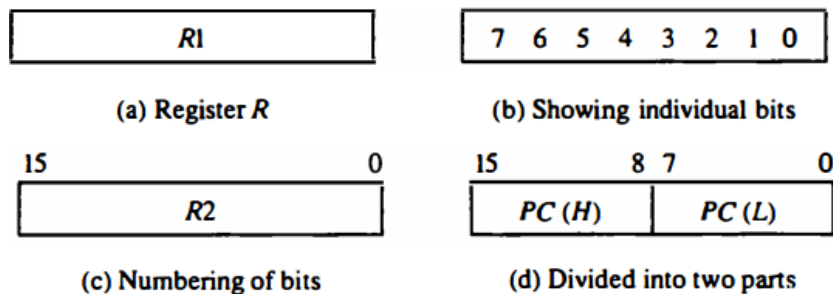 R1
7 6 5 4 3 2 1 0
(a) Register R
(b) Showing individual bits
15 0
15 8 7 0
R2
PC (H) PC (L)
(c) Numbering of bits
(d) Divided into two parts